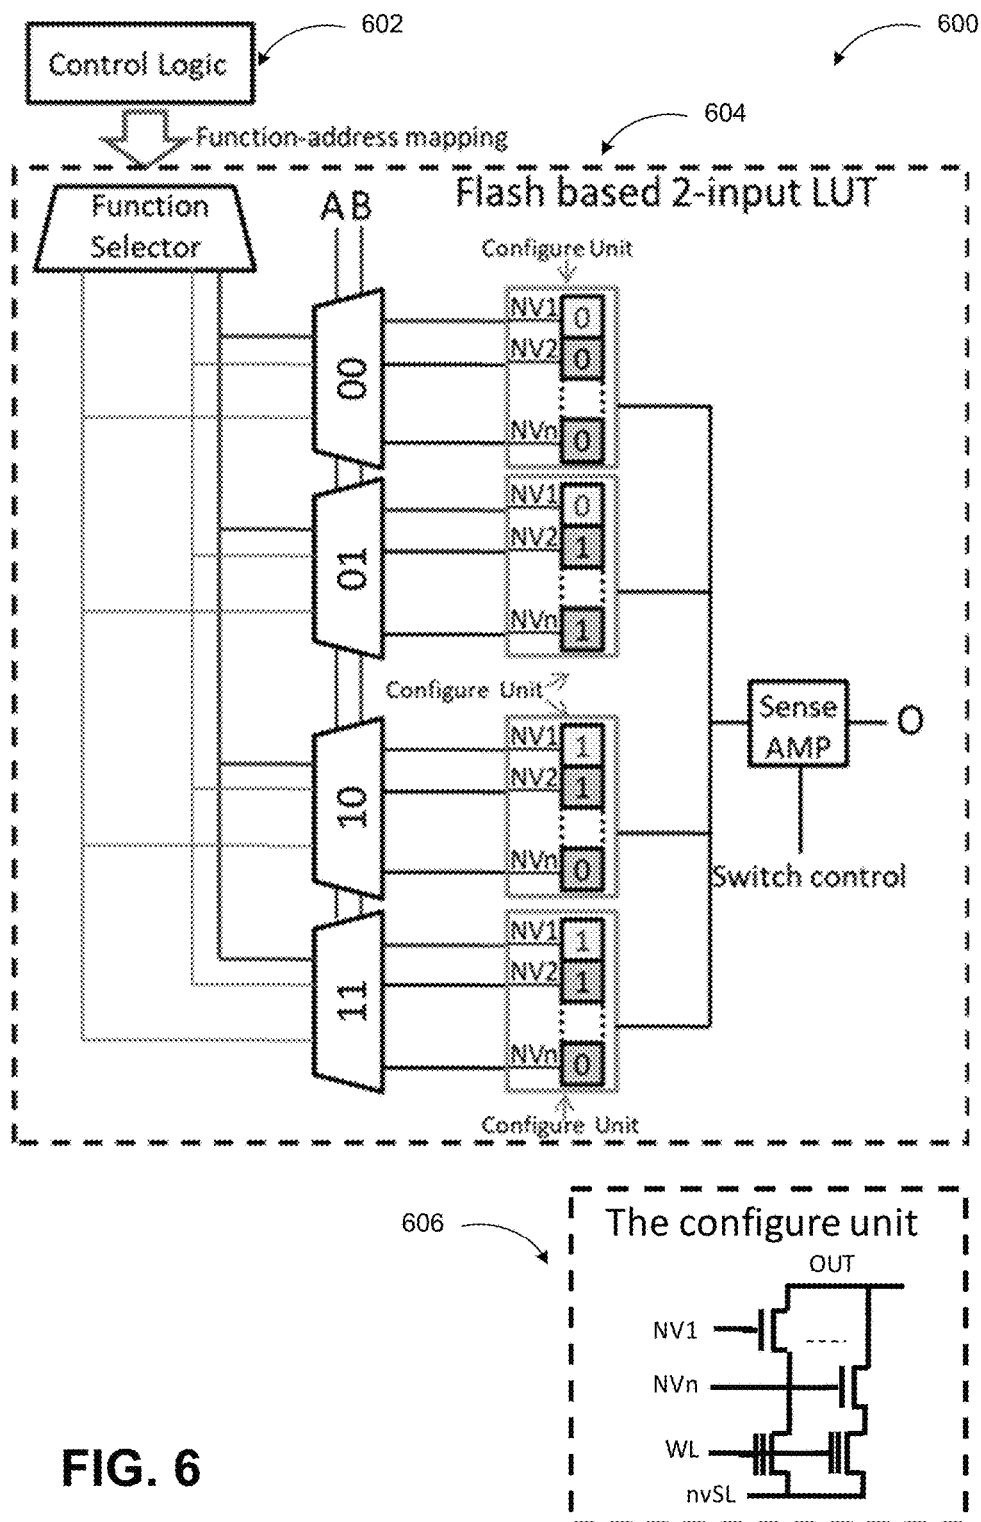 602
600
Control Logic
Function-address mapping
604
Flash based 2-input LUT
Function
Selector
A B
Configure Unit
00
NV1 0
NV2 0
NVn 0
01
NV1 0
NV2 1
NVn 1
Configure Unit
10
NV1 1
NV2 1
NVn 0
Sense
AMP
O
Switch control
11
NV1 1
NV2 1
NVn 0
Configure Unit
606
The configure unit
OUT
NV1
NVn
WL
nvSL
FIG. 6